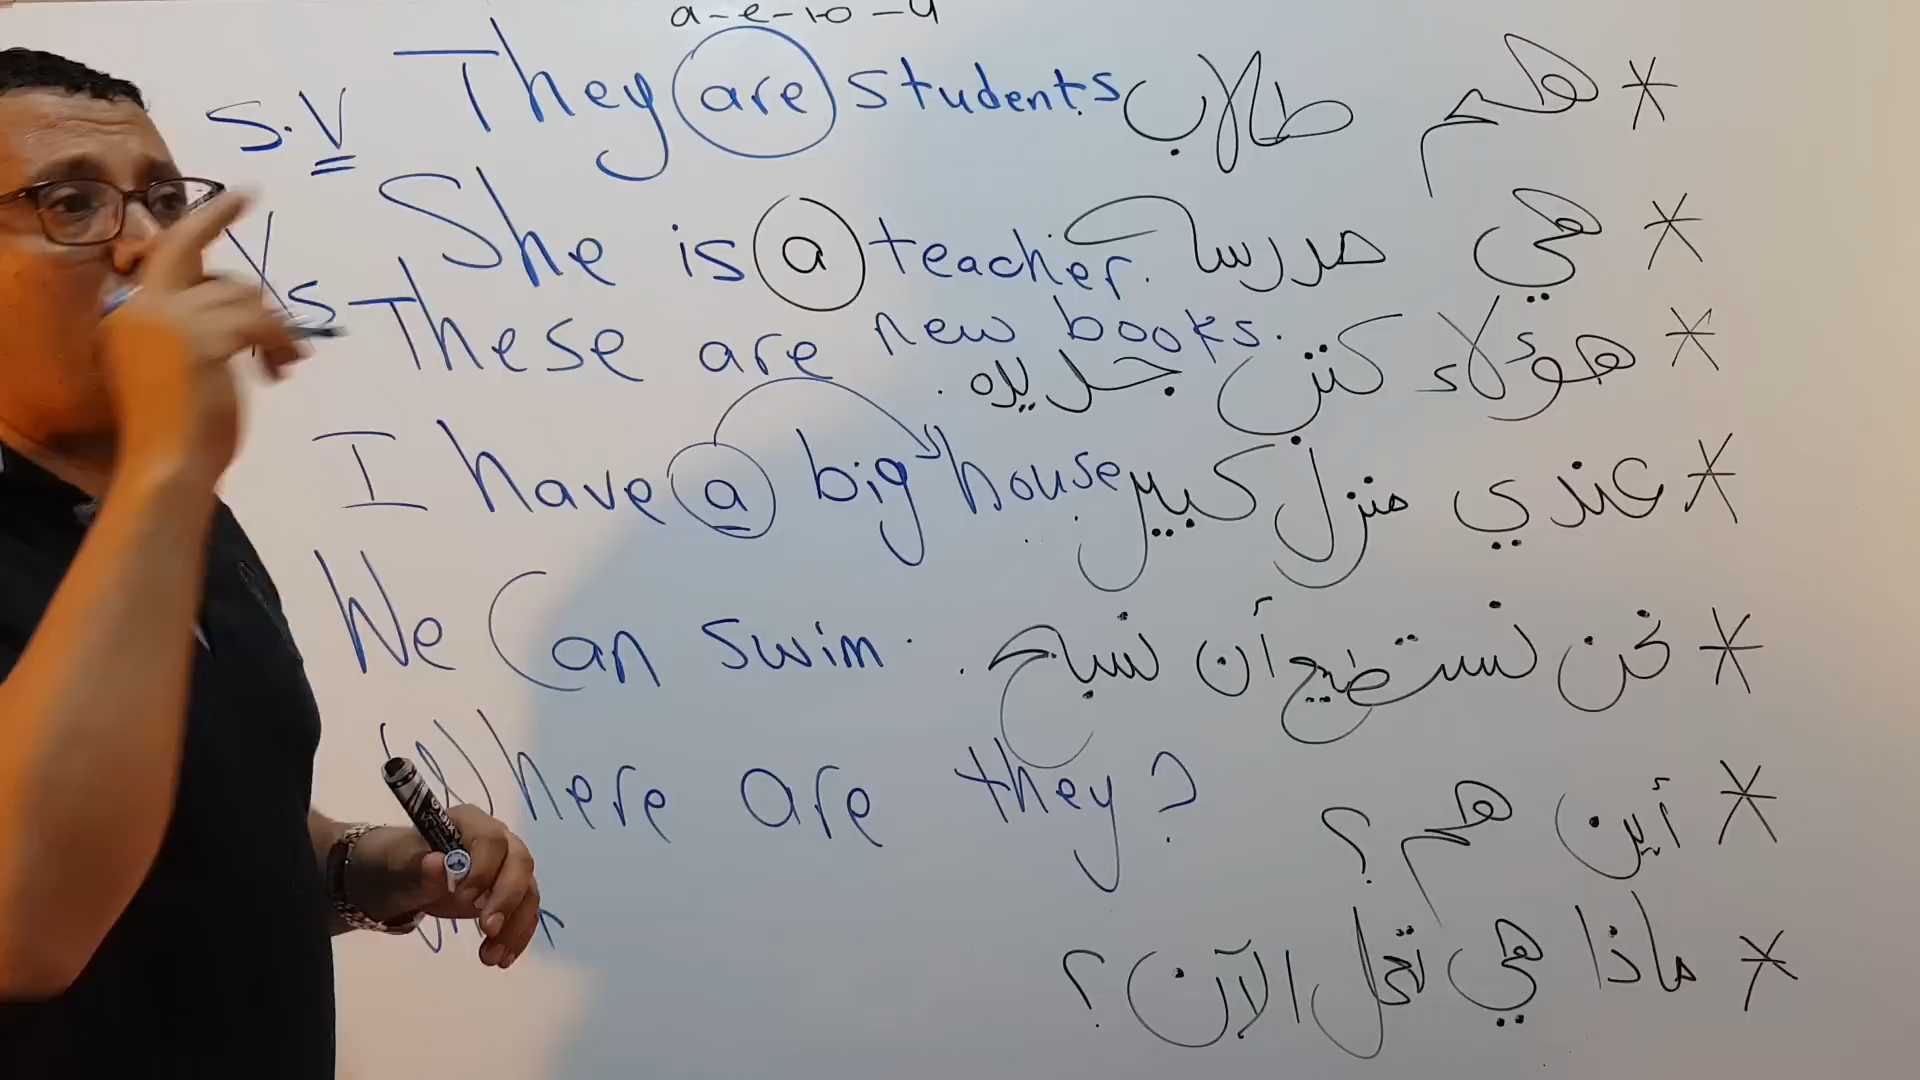 a-e-i-o-u
S.V They are students هم طلاب *
She is a teacher. هي مدرسة *
These are new books. هؤلاء كتب *
جديده.
I have a big house. عندي منزل كبير *
We Can swim. نحن نستطيع أن نسبح. *
Where are they? أين هم؟ *
ماذا هي تفعل الآن؟ *